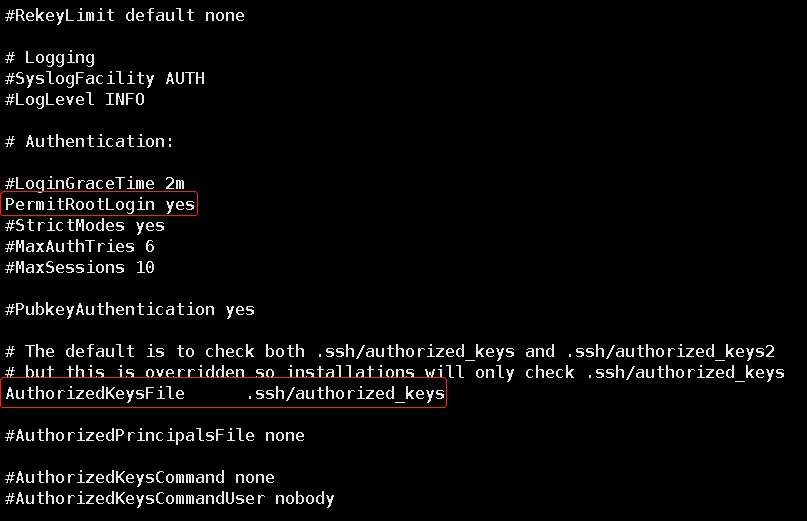 #RekeyLimit default none
# Logging
#SyslogFacility AUTH
#LogLevel INFO
# Authentication:
#LoginGraceTime 2m
PermitRootLogin yes
#StrictModes yes
#MaxAuthTries 6
#MaxSessions 10
#PubkeyAuthentication yes
# The default is to check both .ssh/authorized_keys and .ssh/authorized_keys2
# but this is overridden so installations will only check .ssh/authorized_keys
AuthorizedKeysFile      .ssh/authorized_keys
#AuthorizedPrincipalsFile none
#AuthorizedKeysCommand none
#AuthorizedKeysCommandUser nobody